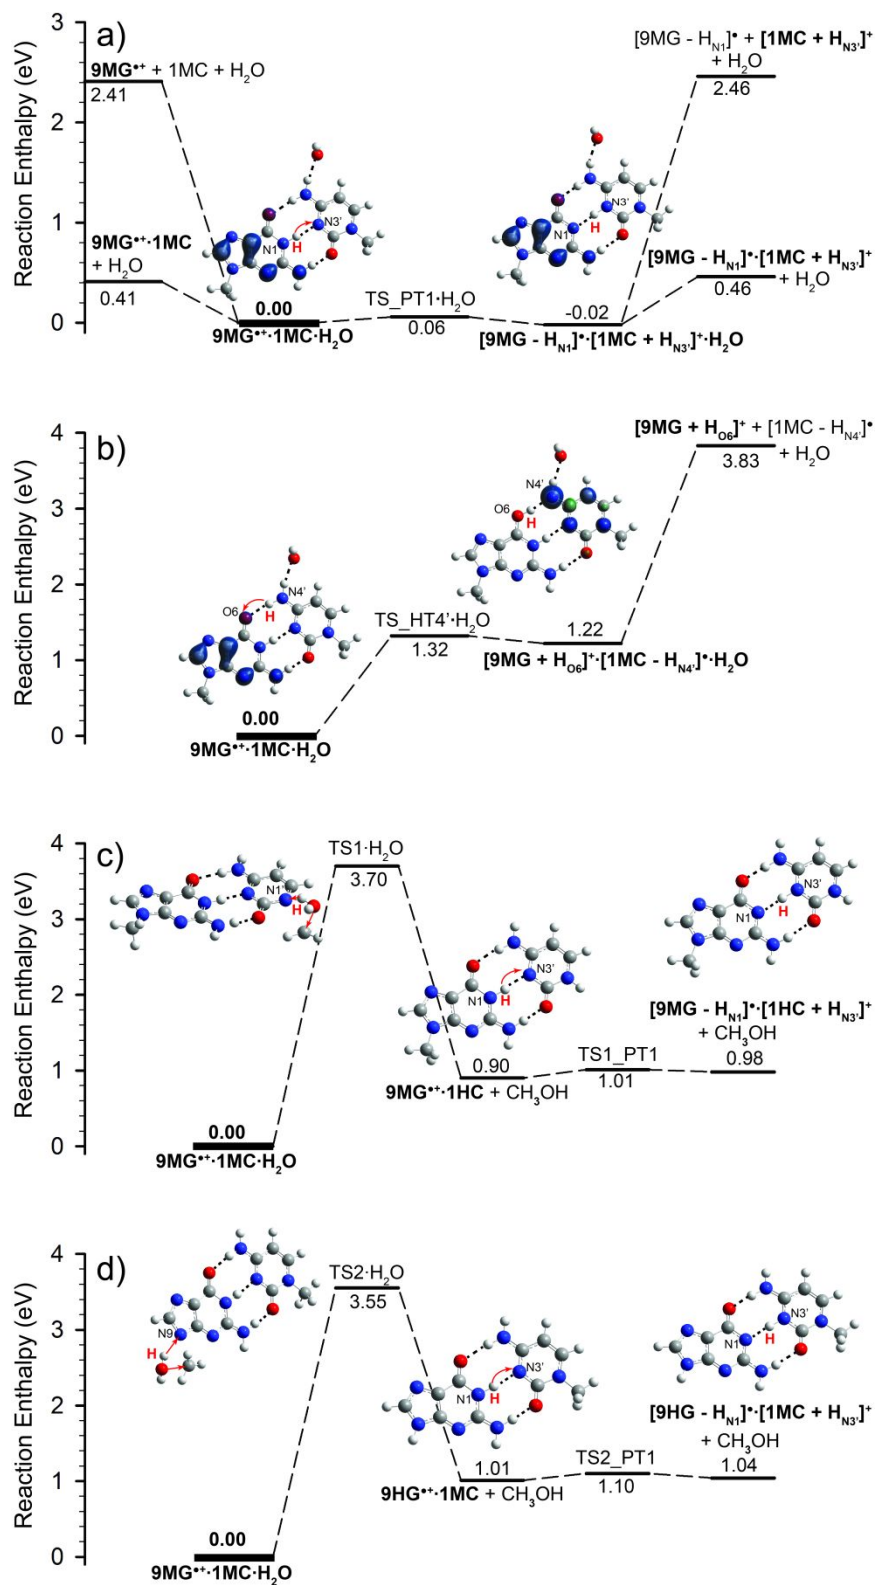 a)
Reaction Enthalpy (eV)
3
2
1
0
9MG•+ + 1MC + H2O
2.41
9MG•+·1MC
+ H2O
0.41
N1
H
N3'
0.00
9MG•+·1MC·H2O
TS_PT1·H2O
0.06
N1
H
N3'
-0.02
[9MG - HN1]•·[1MC + HN3']+·H2O
[9MG - HN1]• + [1MC + HN3']+
+ H2O
2.46
[9MG - HN1]•·[1MC + HN3']+
0.46 + H2O
b)
Reaction Enthalpy (eV)
4
3
2
1
0
O6
H
N4'
0.00
9MG•+·1MC·H2O
TS_HT4'·H2O
1.32
N4'
O6
H
1.22
[9MG + HO6]+·[1MC - HN4']•·H2O
[9MG + HO6]+ + [1MC - HN4']•
3.83 + H2O
c)
Reaction Enthalpy (eV)
4
3
2
1
0
N1'
H
0.00
9MG•+·1MC·H2O
TS1·H2O
3.70
N1
H
N3'
0.90
9MG•+·1HC + CH3OH
TS1_PT1
1.01
N1
H
N3'
[9MG - HN1]•·[1HC + HN3']+
+ CH3OH
0.98
d)
Reaction Enthalpy (eV)
4
3
2
1
0
N9
H
0.00
9MG•+·1MC·H2O
TS2·H2O
3.55
N1
H
N3'
1.01
9HG•+·1MC + CH3OH
TS2_PT1
1.10
N1
H
N3'
[9HG - HN1]•·[1MC + HN3']+
+ CH3OH
1.04